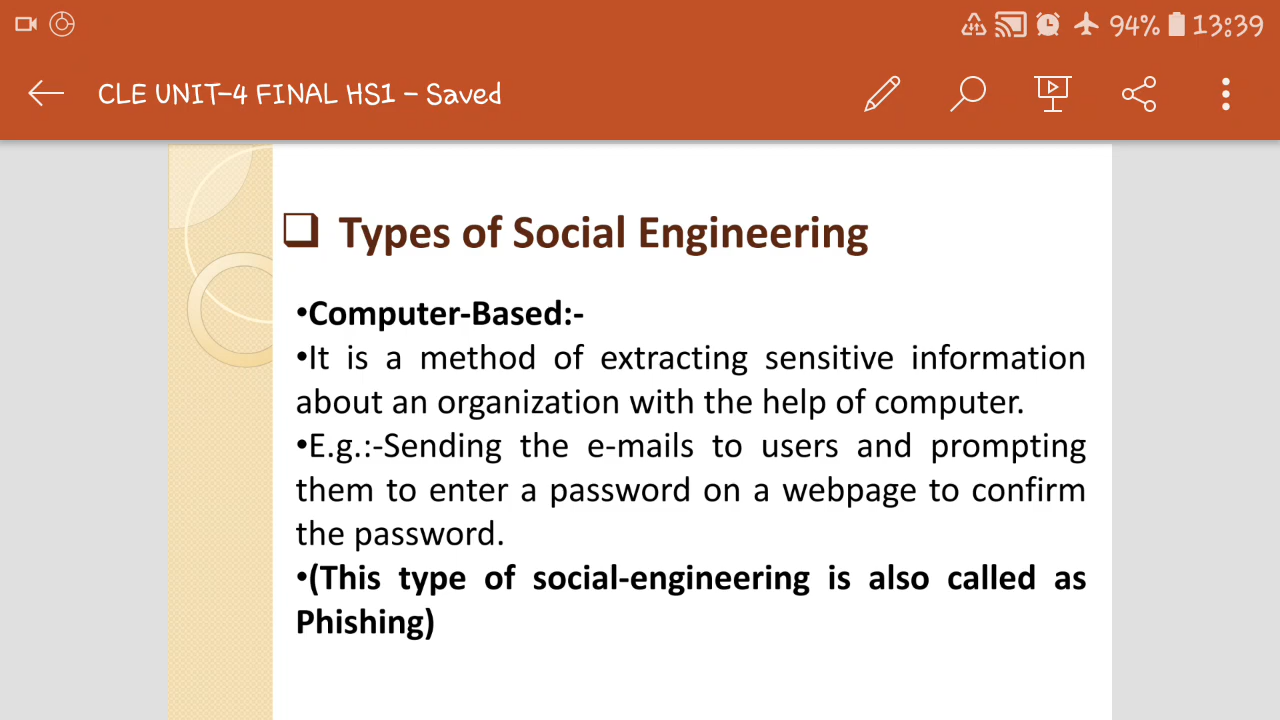 94% 13:39
CLE UNIT-4 FINAL HS1 - Saved
Types of Social Engineering
•Computer-Based:-
•It is a method of extracting sensitive information
about an organization with the help of computer.
•E.g.:-Sending the e-mails to users and prompting
them to enter a password on a webpage to confirm
the password.
•(This type of social-engineering is also called as
Phishing)